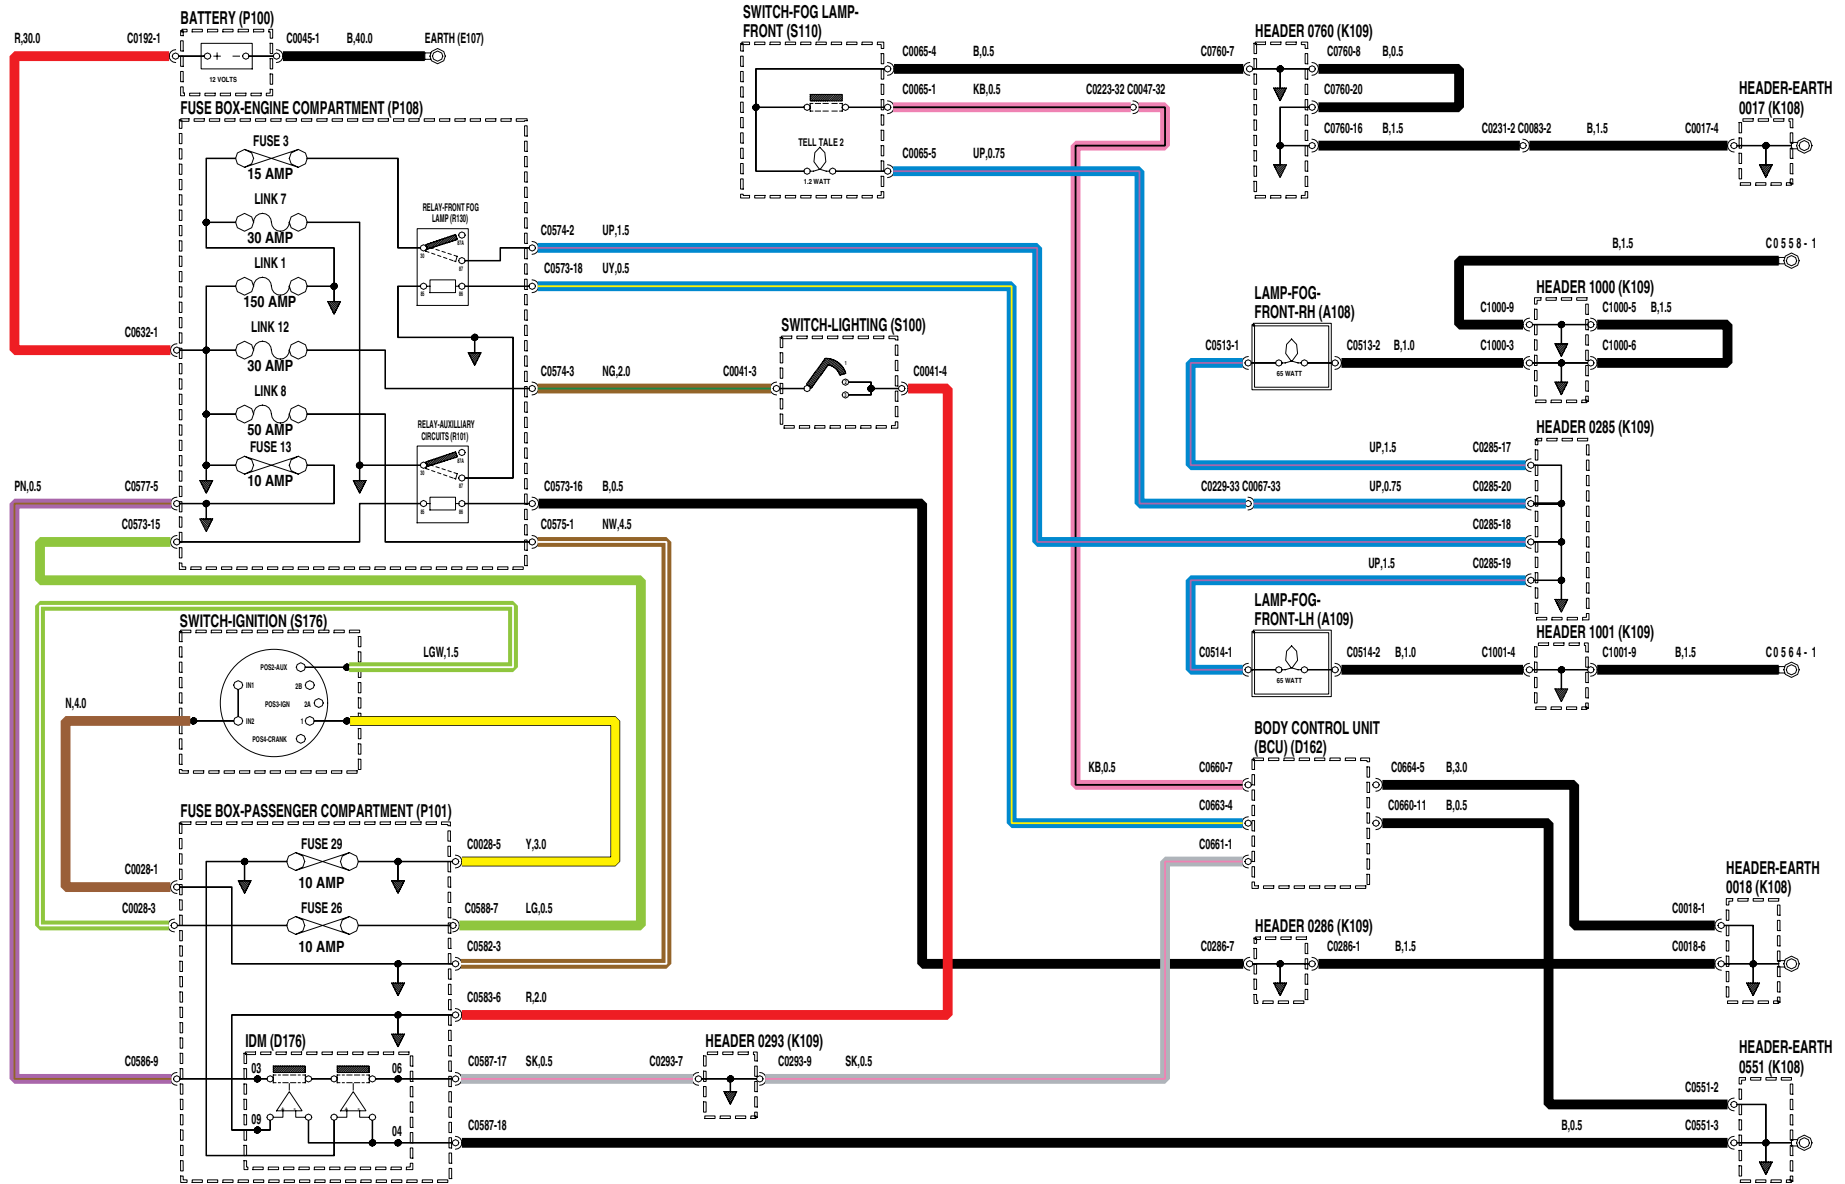 BATTERY (P100)
R,30.0
C0192-1
C0045-1
B,40.0
EARTH (E107)
12 VOLTS
FUSE BOX-ENGINE COMPARTMENT (P108)
FUSE 3
15 AMP
LINK 7
30 AMP
LINK 1
150 AMP
LINK 12
30 AMP
LINK 8
50 AMP
FUSE 13
10 AMP
RELAY-FRONT FOG
LAMP (R130)
87A
30
87
85
86
RELAY-AUXILLIARY
CIRCUITS (R101)
87A
30
87
85
86
C0632-1
PN,0.5
C0577-5
C0573-15
C0574-2
UP,1.5
C0573-18
UY,0.5
C0574-3
NG,2.0
C0041-3
SWITCH-LIGHTING (S100)
1
2
3
C0041-4
C0573-16
B,0.5
C0575-1
NW,4.5
SWITCH-FOG LAMP-
FRONT (S110)
TELL TALE 2
1.2 WATT
C0065-4
B,0.5
C0760-7
C0065-1
KB,0.5
C0223-32 C0047-32
C0065-5
UP,0.75
HEADER 0760 (K109)
C0760-8
B,0.5
C0760-20
C0760-16
B,1.5
C0231-2 C0083-2
B,1.5
C0017-4
HEADER-EARTH
0017 (K108)
B,1.5
C0558-1
LAMP-FOG-
FRONT-RH (A108)
C0513-1
65 WATT
C0513-2
B,1.0
C1000-9
C1000-3
HEADER 1000 (K109)
C1000-5
B,1.5
C1000-6
HEADER 0285 (K109)
UP,1.5
C0285-17
C0229-33 C0067-33
UP,0.75
C0285-20
C0285-18
UP,1.5
C0285-19
LAMP-FOG-
FRONT-LH (A109)
C0514-1
65 WATT
C0514-2
B,1.0
C1001-4
HEADER 1001 (K109)
C1001-9
B,1.5
C0564-1
SWITCH-IGNITION (S176)
POS2-AUX
IN1
2B
POS3-IGN
2A
IN2
1
POS4-CRANK
LGW,1.5
N,4.0
BODY CONTROL UNIT
(BCU) (D162)
KB,0.5
C0660-7
C0663-4
C0661-1
C0664-5
B,3.0
C0660-11
B,0.5
FUSE BOX-PASSENGER COMPARTMENT (P101)
FUSE 29
10 AMP
FUSE 26
10 AMP
C0028-1
C0028-3
C0028-5
Y,3.0
C0588-7
LG,0.5
C0582-3
C0583-6
R,2.0
HEADER 0286 (K109)
C0286-7
C0286-1
B,1.5
HEADER-EARTH
0018 (K108)
C0018-1
C0018-6
IDM (D176)
03
06
09
04
C0586-9
C0587-17
SK,0.5
C0293-7
HEADER 0293 (K109)
C0293-9
SK,0.5
C0587-18
HEADER-EARTH
0551 (K108)
C0551-2
B,0.5
C0551-3